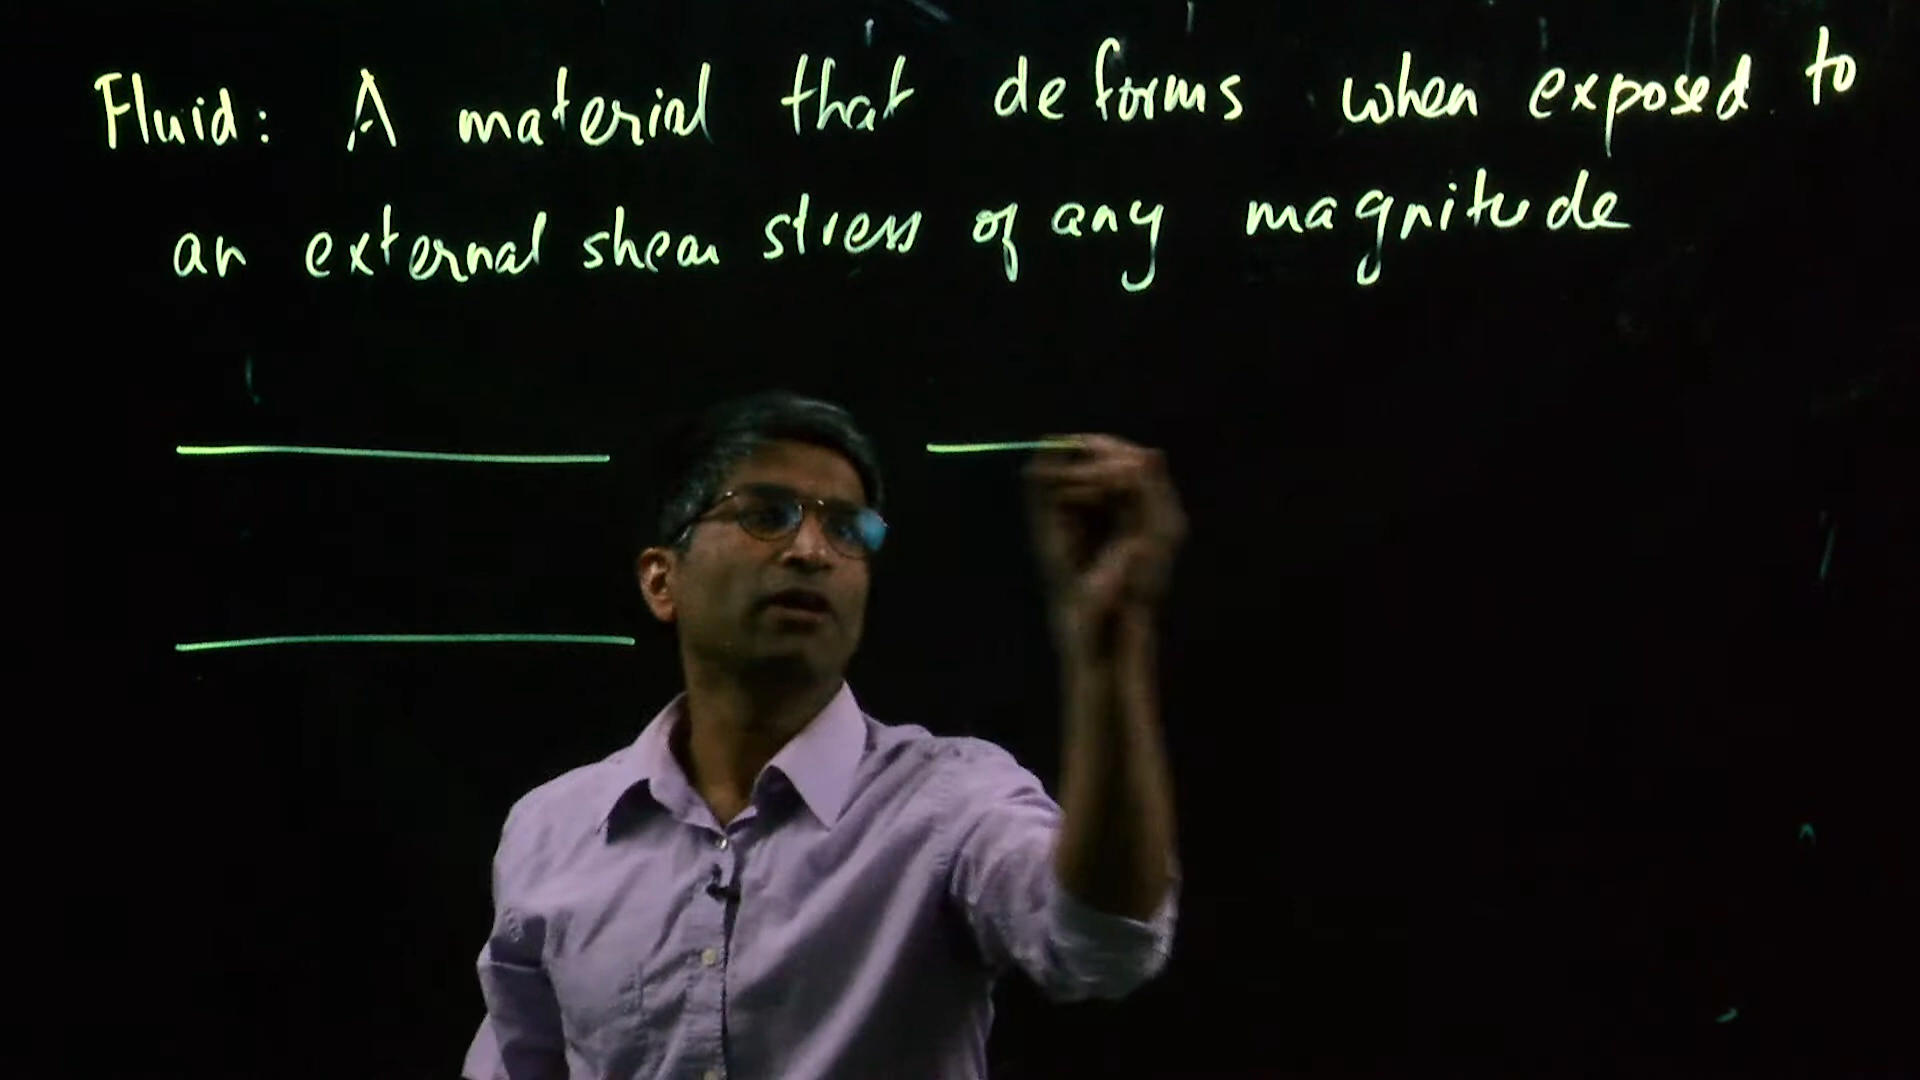 Fluid: A material that deforms when exposed to
an external shear stress of any magnitude